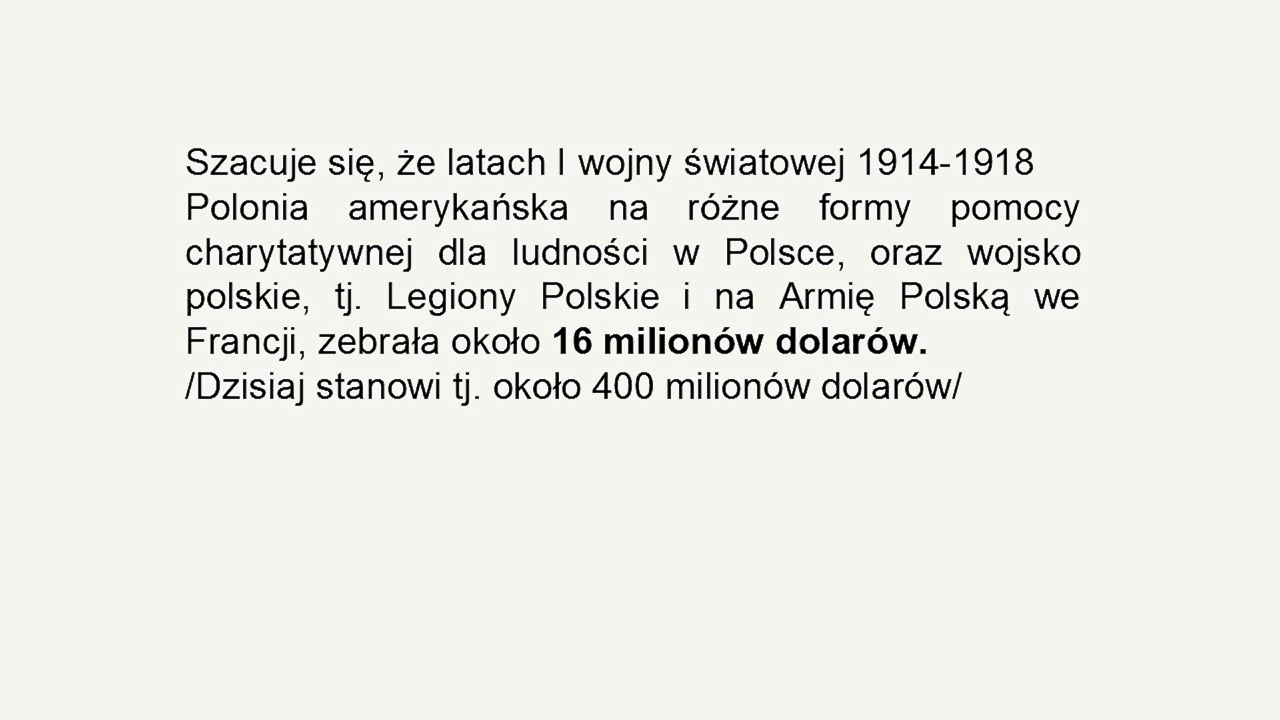 Szacuje się, że latach I wojny światowej 1914-1918
Polonia amerykańska na różne formy pomocy
charytatywnej dla ludności w Polsce, oraz wojsko
polskie, tj. Legiony Polskie i na Armię Polską we
Francji, zebrała około 16 milionów dolarów.
/Dzisiaj stanowi tj. około 400 milionów dolarów/